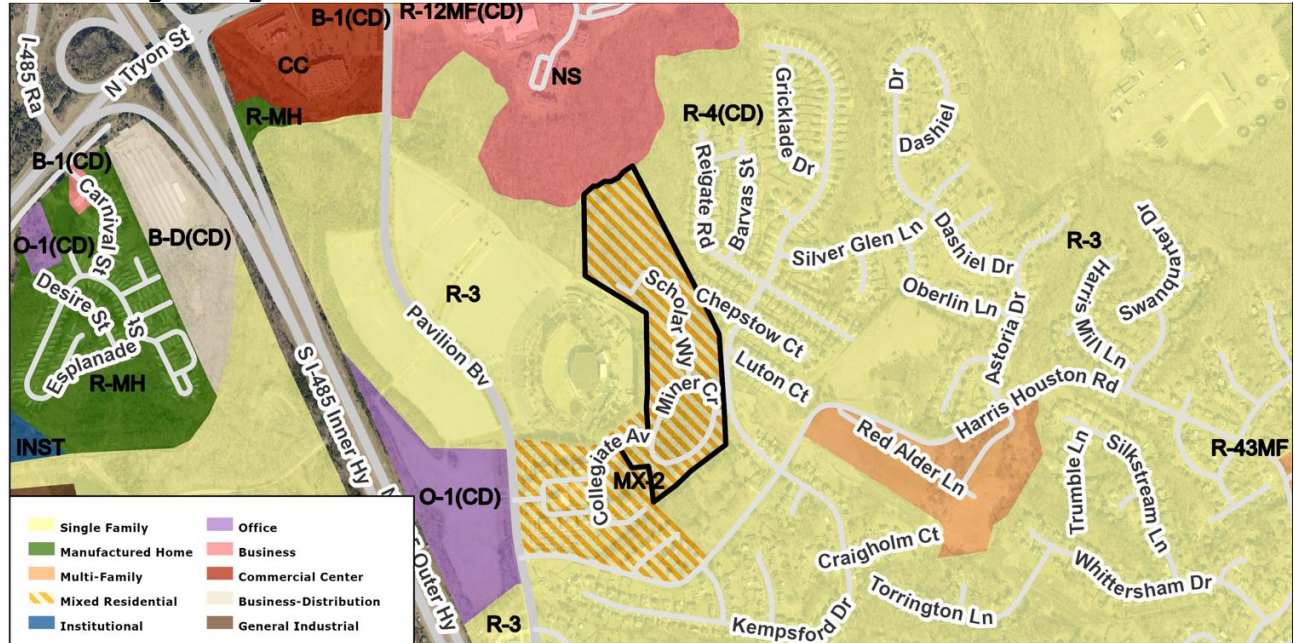 B-1(CD)
R-12MF(CD)
I-485 Ra
N Tryon St
CC
NS
Gricklade Dr
Dr
Dashiel
R-MH
R-4(CD)
Reigate Rd
Barvas St
B-1(CD)
Carnival St
O-1(CD)
B-D(CD)
Silver Glen Ln
Dashiel Dr
R-3
Swanquarter Dr
Harris Mill Ln
Desire St
Esplanade St
R-3
Scholar Wy
Chepstow Ct
Oberlin Ln
Astoria Dr
Pavilion Bv
R-MH
S I-485 Inner Hy
Luton Ct
Miner Cr
Harris Houston Rd
INST
Collegiate Av
Red Alder Ln
Trumble Ln
Silkstream Ln
R-43MF
MX-2
O-1(CD)
Craigholm Ct
Whittersham Dr
Outer Hy
Torrington Ln
R-3
Kempsford Dr
Single Family
Office
Manufactured Home
Business
Multi-Family
Commercial Center
Mixed Residential
Business-Distribution
Institutional
General Industrial